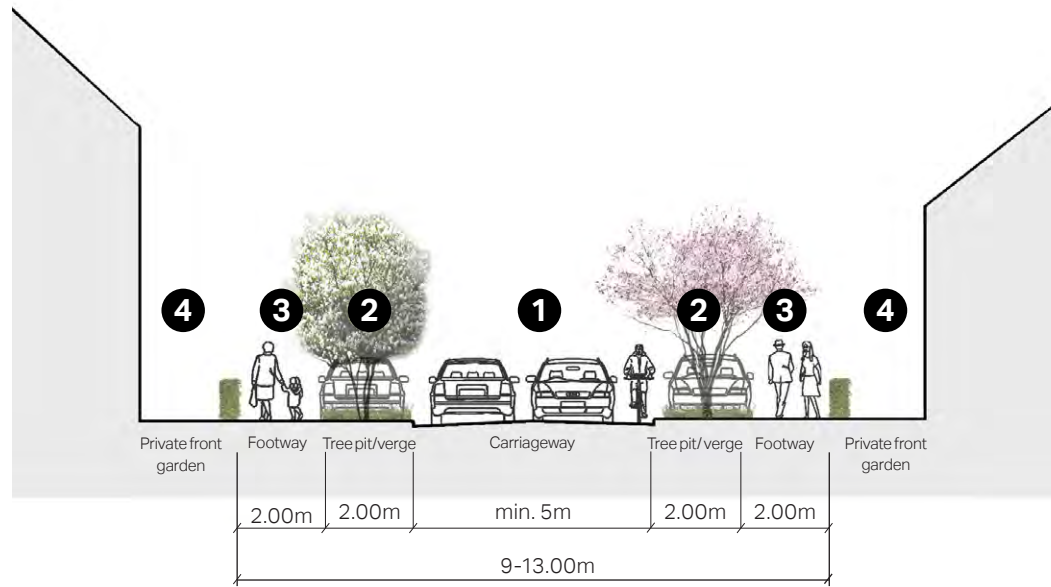 4
3
2
1
2
3
4
Private front
garden
Footway
Tree pit/verge
Carriageway
Tree pit/verge
Footway
Private front
garden
2.00m
2.00m
min. 5m
2.00m
2.00m
9-13.00m